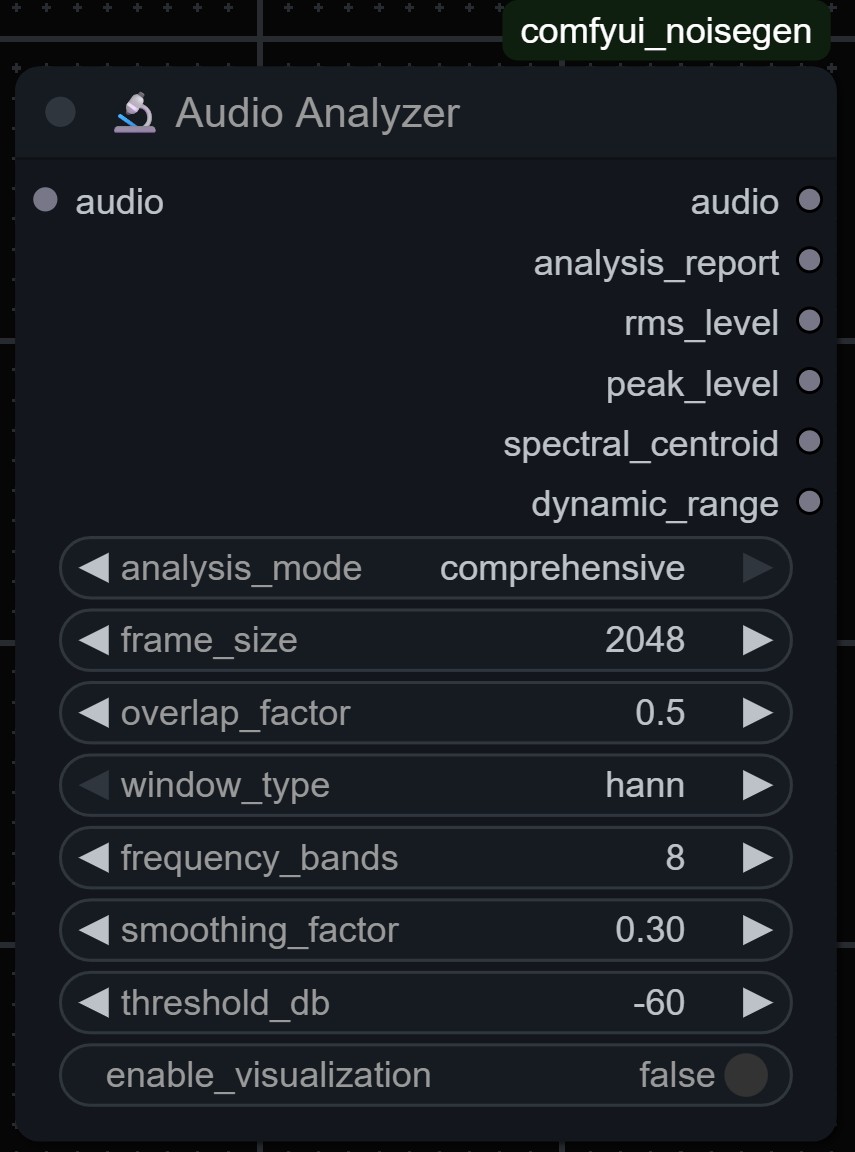 comfyui_noisegen
Audio Analyzer
audio audio
analysis_report
rms_level
peak_level
spectral_centroid
dynamic_range
analysis_mode comprehensive
frame_size 2048
overlap_factor 0.5
window_type hann
frequency_bands 8
smoothing_factor 0.30
threshold_db -60
enable_visualization false